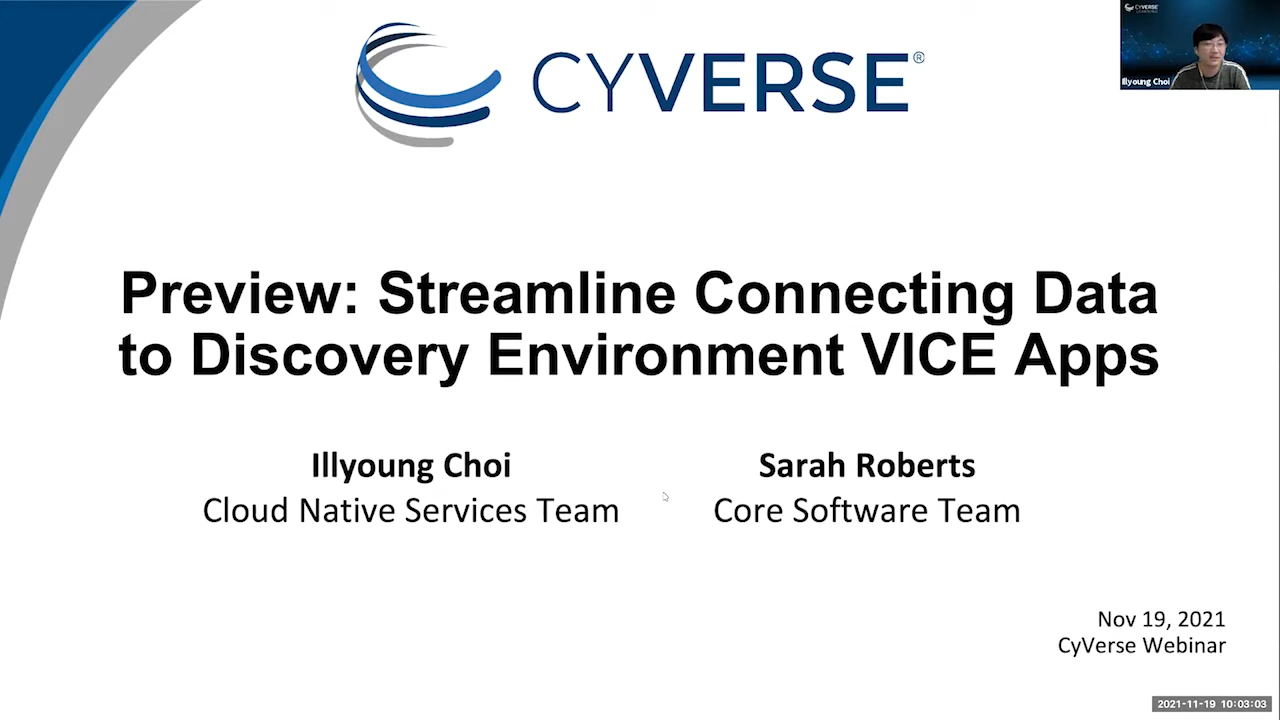 CYVERSE®
CYVERSE
Illyoung Choi
Preview: Streamline Connecting Data
to Discovery Environment VICE Apps
Illyoung Choi
Cloud Native Services Team
Sarah Roberts
Core Software Team
Nov 19, 2021
CyVerse Webinar
2021-11-19 10:03:03